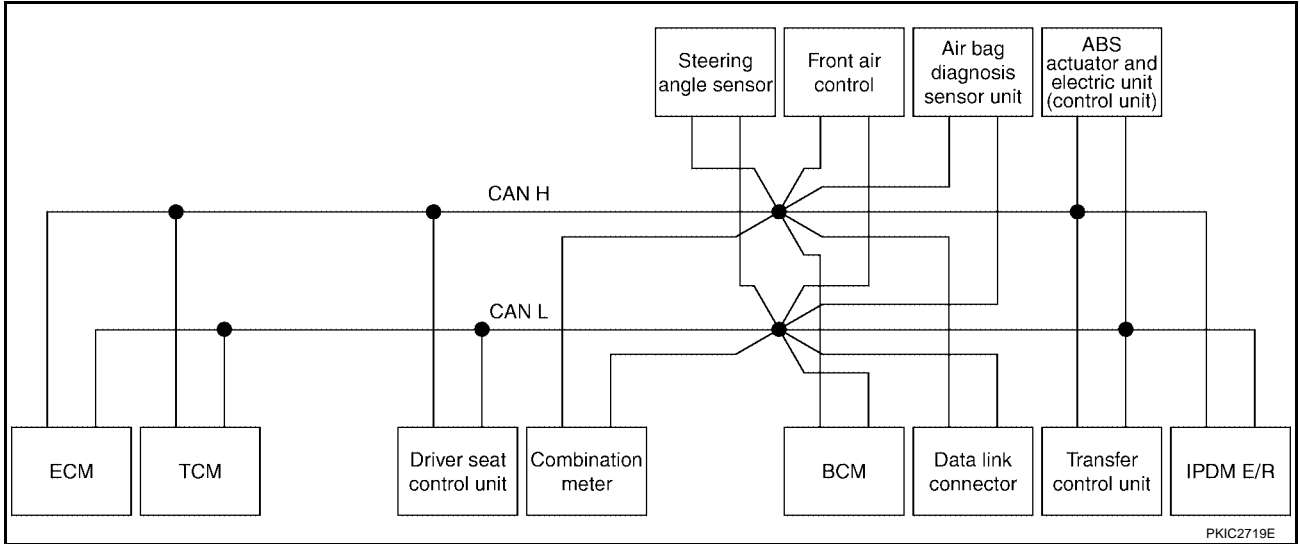 Steering
angle sensor
Front air
control
Air bag
diagnosis
sensor unit
ABS
actuator and
electric unit
(control unit)
CAN H
CAN L
ECM
TCM
Driver seat
control unit
Combination
meter
BCM
Data link
connector
Transfer
control unit
IPDM E/R
PKIC2719E